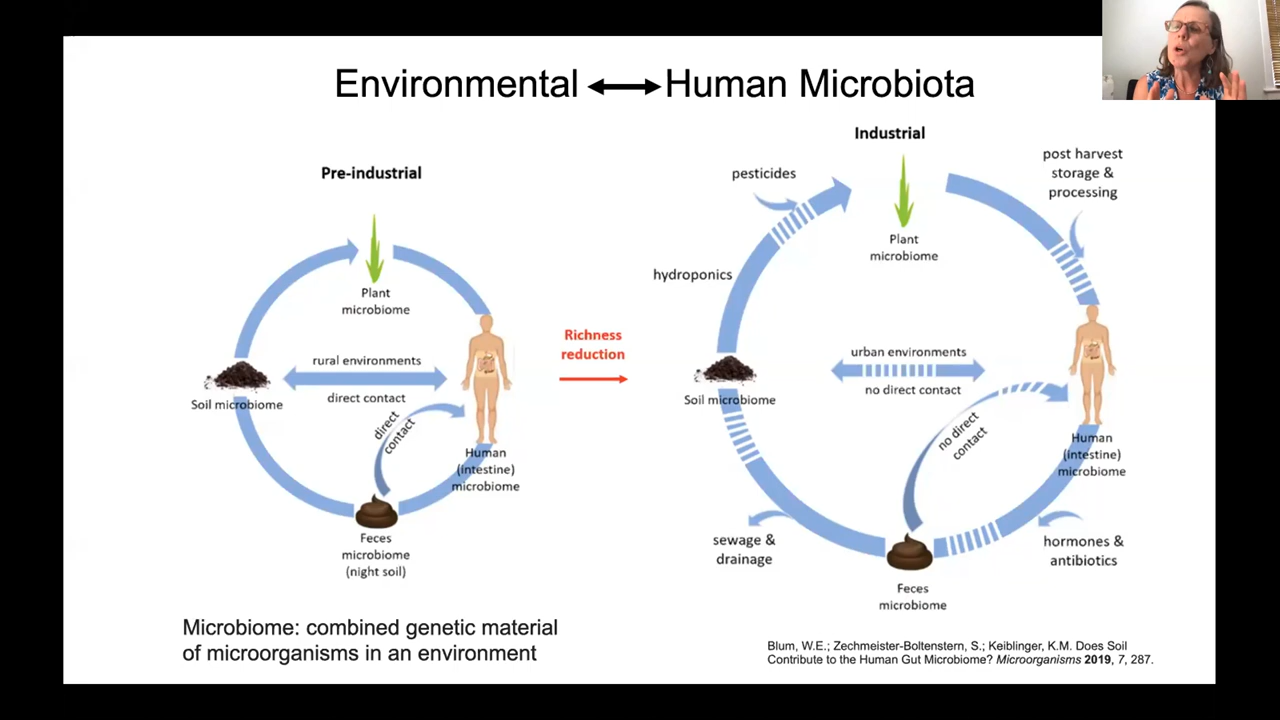 Environmental ↔ Human Microbiota
Pre-industrial
Plant
microbiome
rural environments
direct contact
Soil microbiome
direct
contact
Human
(intestine)
microbiome
Feces
microbiome
(night soil)
Richness
reduction
Industrial
pesticides
post harvest
storage &
processing
Plant
microbiome
hydroponics
urban environments
no direct contact
Soil microbiome
no direct
contact
Human
(intestine)
microbiome
sewage &
drainage
hormones &
antibiotics
Feces
microbiome
Microbiome: combined genetic material
of microorganisms in an environment
Blum, W.E.; Zechmeister-Boltenstern, S.; Keiblinger, K.M. Does Soil
Contribute to the Human Gut Microbiome? Microorganisms 2019, 7, 287.